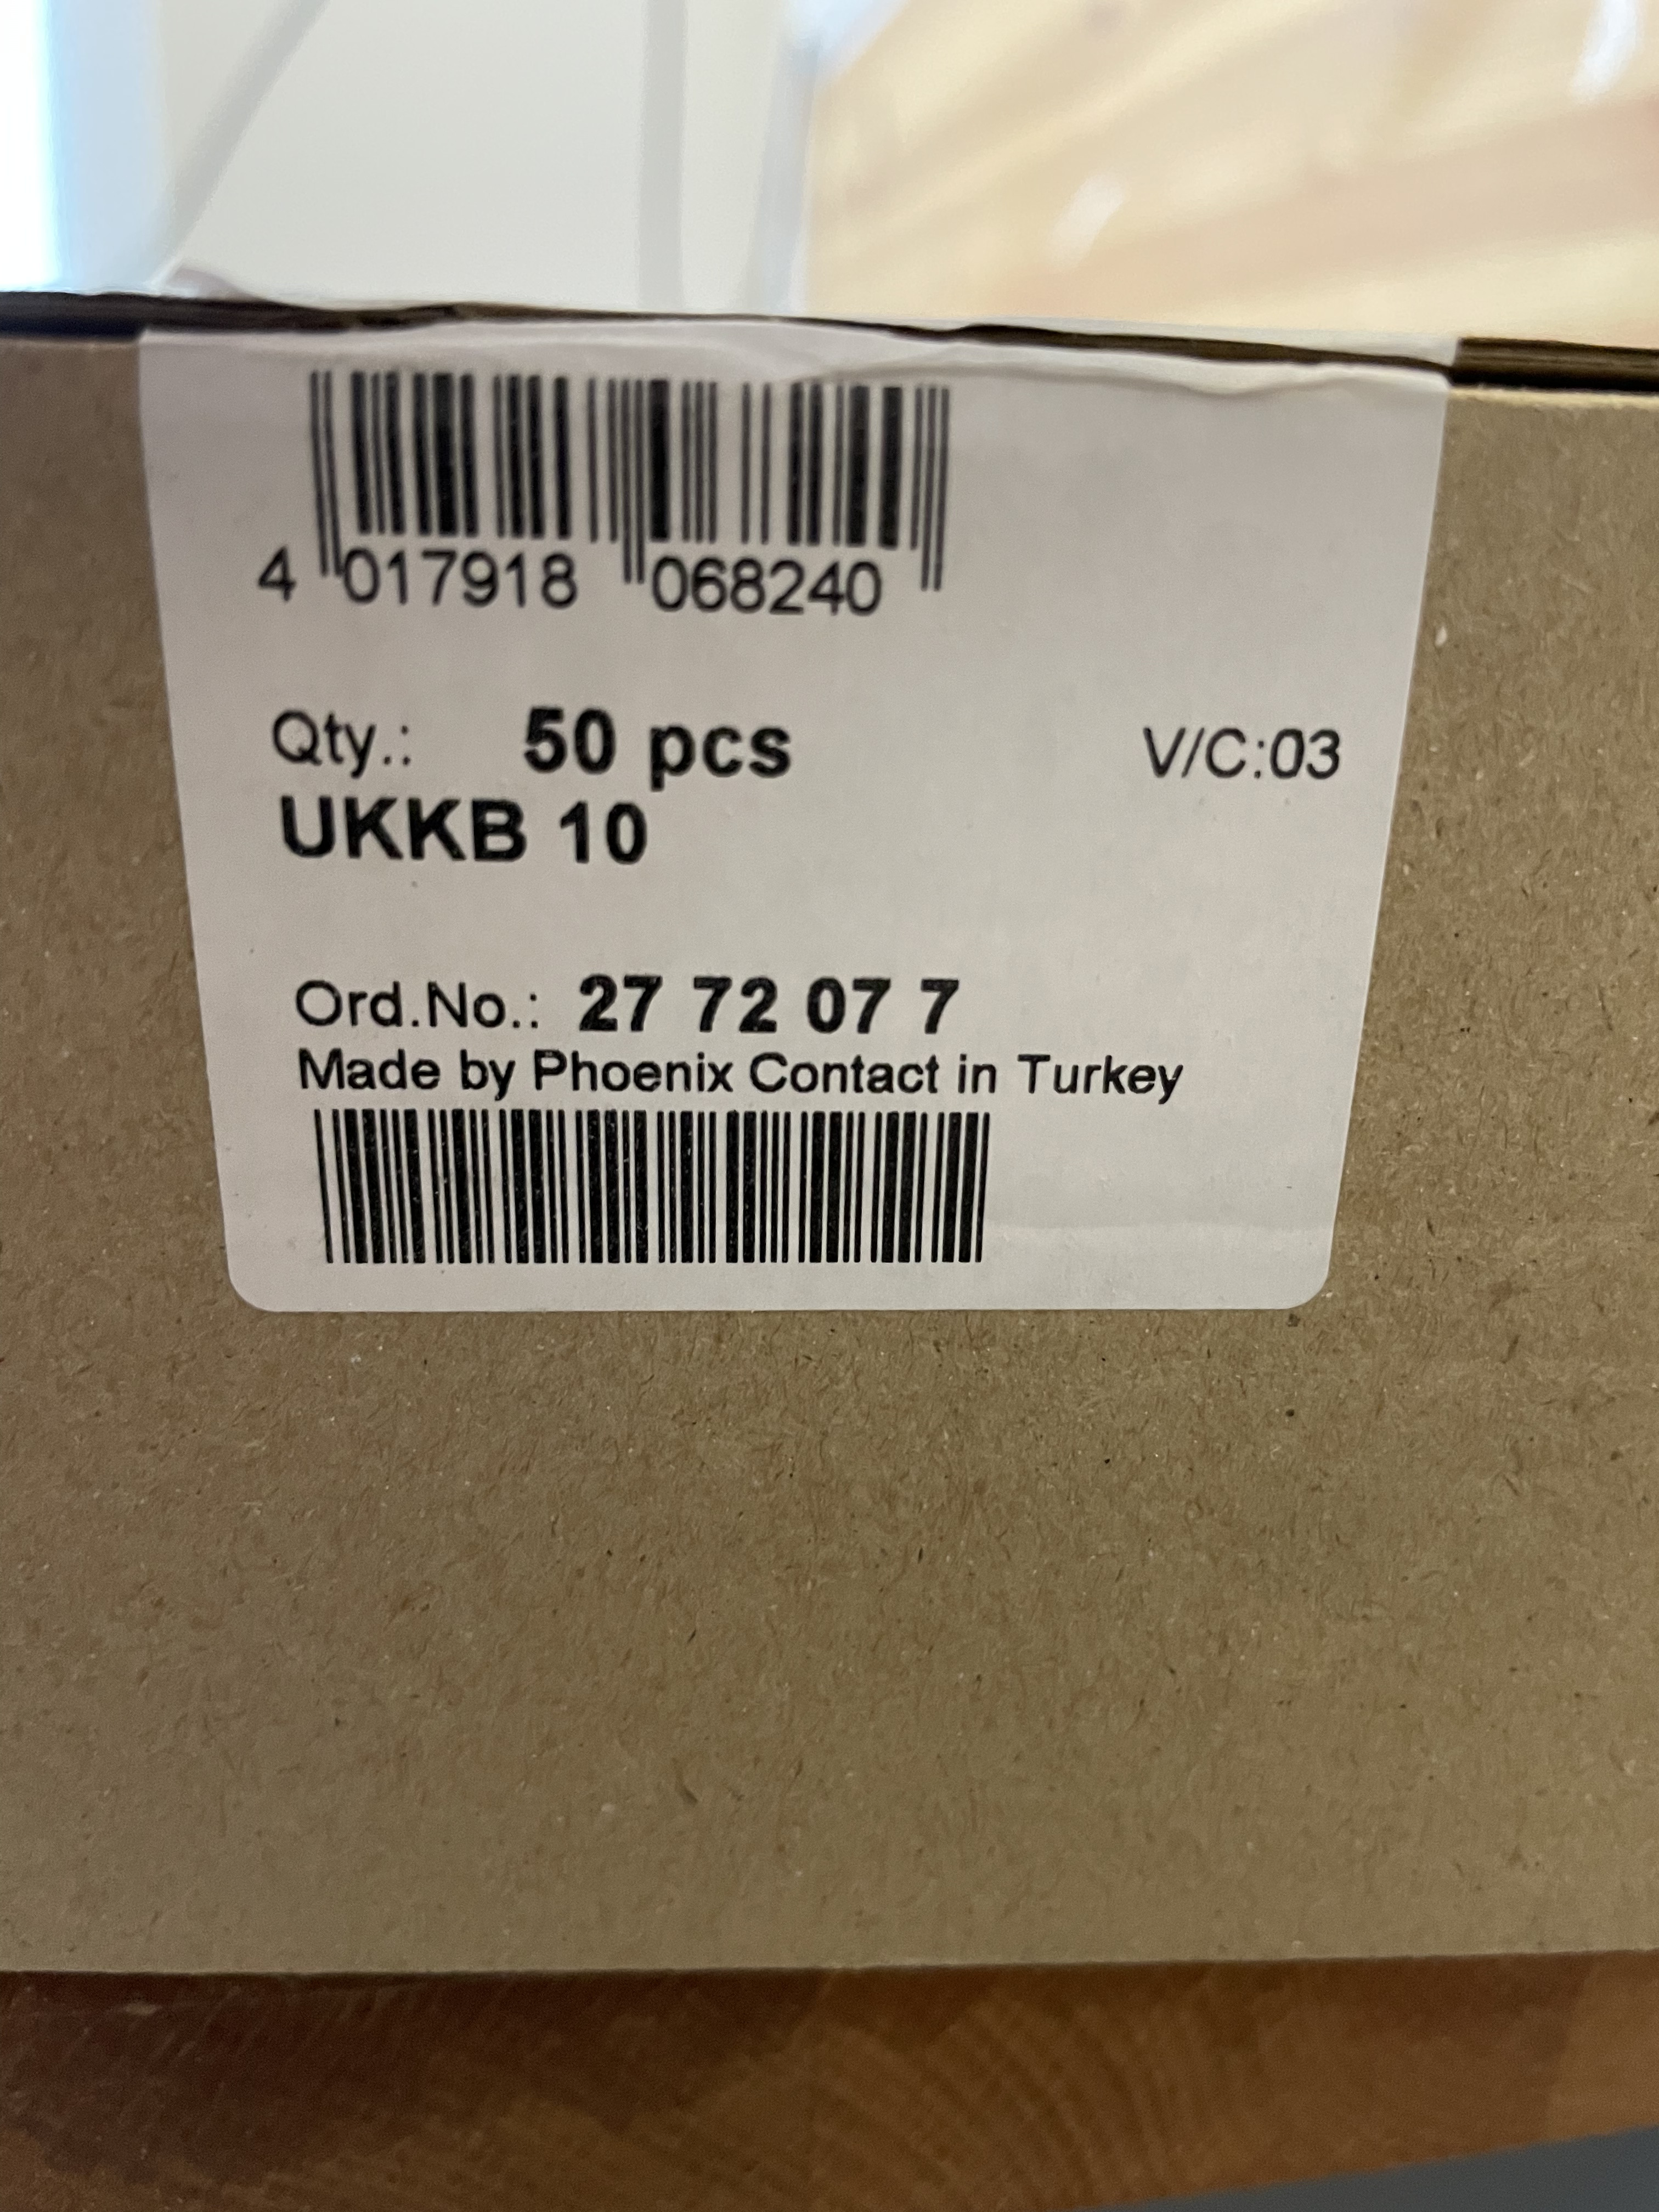 4 017918 068240
Qty.: 50 pcs V/C:03
UKKB 10
Ord.No.: 27 72 07 7
Made by Phoenix Contact in Turkey